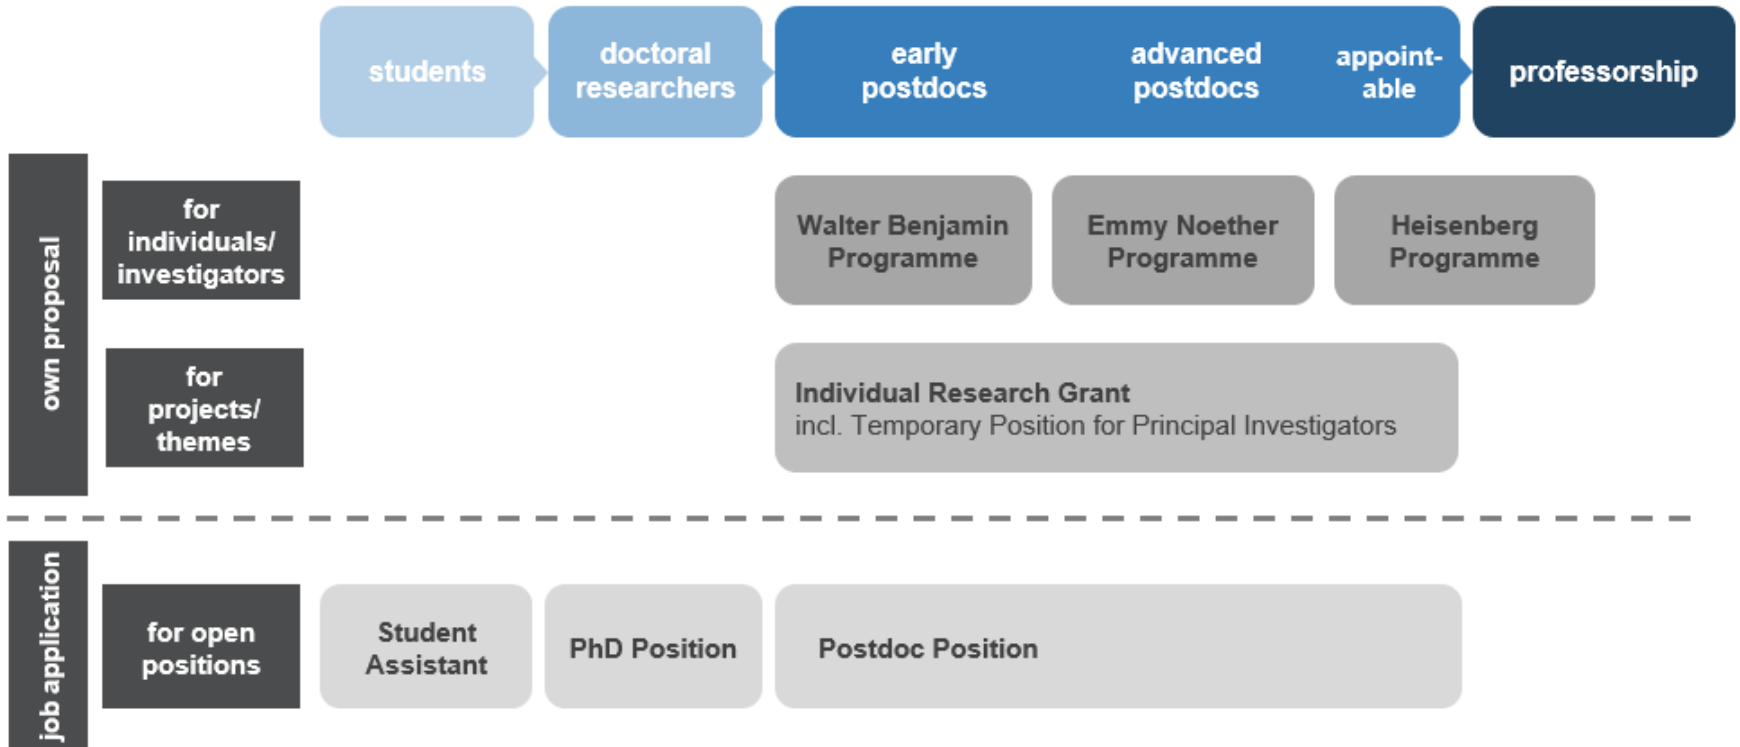 students
doctoral
researchers
early
postdocs
advanced
postdocs
appoint-
able
professorship
own proposal
for
individuals/
investigators
Walter Benjamin
Programme
Emmy Noether
Programme
Heisenberg
Programme
for
projects/
themes
Individual Research Grant
incl. Temporary Position for Principal Investigators
job application
for open
positions
Student
Assistant
PhD Position
Postdoc Position